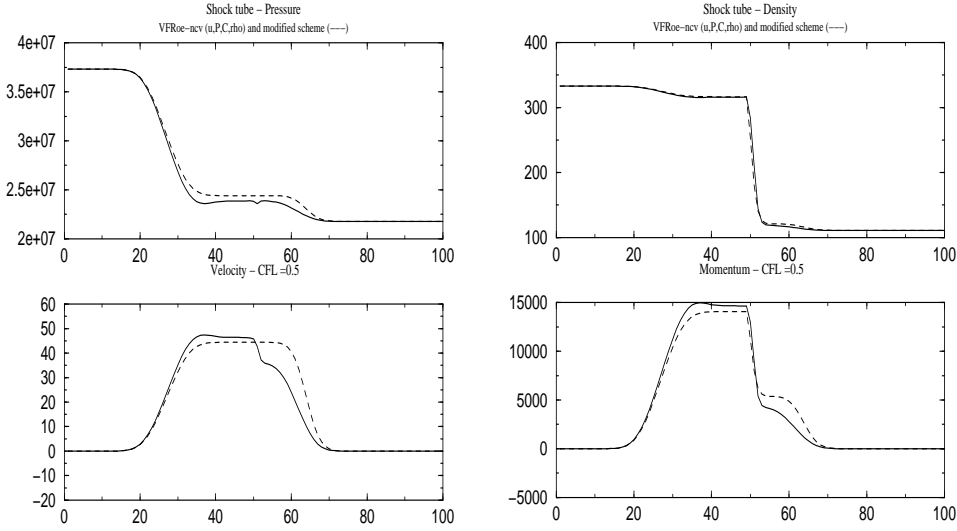 Shock tube – Pressure
VFRoe–ncv (u,P,C,rho) and modified scheme (–––)
4e+07
3.5e+07
3e+07
2.5e+07
2e+07
0 20 40 60 80 100
Shock tube – Density
VFRoe–ncv (u,P,C,rho) and modified scheme (–––)
400
300
200
100
0 20 40 60 80 100
Velocity – CFL =0.5
60
50
40
30
20
10
0
−10
−20
0 20 40 60 80 100
Momentum – CFL =0.5
15000
10000
5000
0
−5000
0 20 40 60 80 100